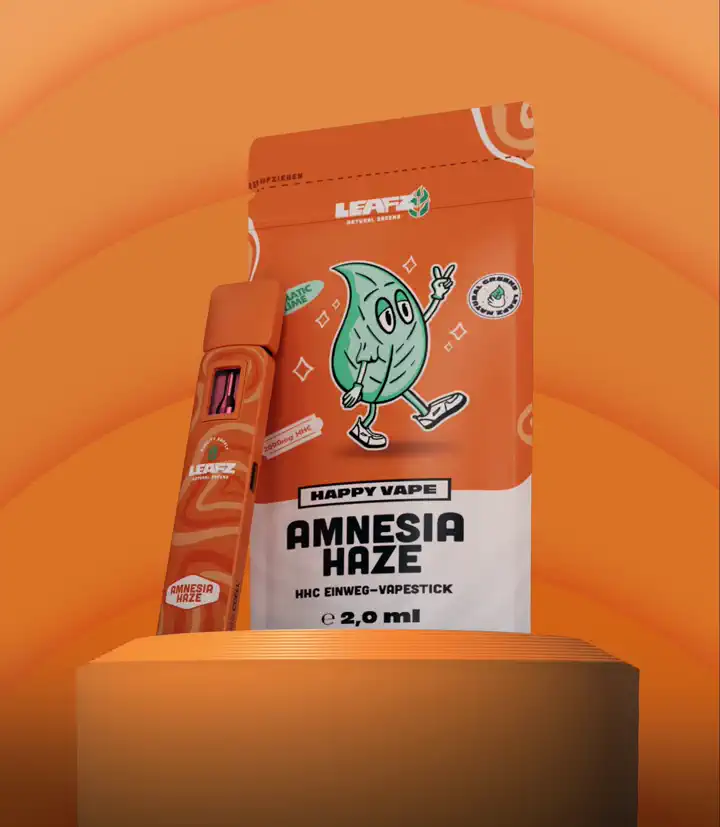 LEAFZ
NATURAL GREENS
HAPPY VAPE
AMNESIA
HAZE
HHC EINWEG-VAPESTICK
℮ 2,0 ml
LEAFZ
NATURAL GREENS
AMNESIA
HAZE